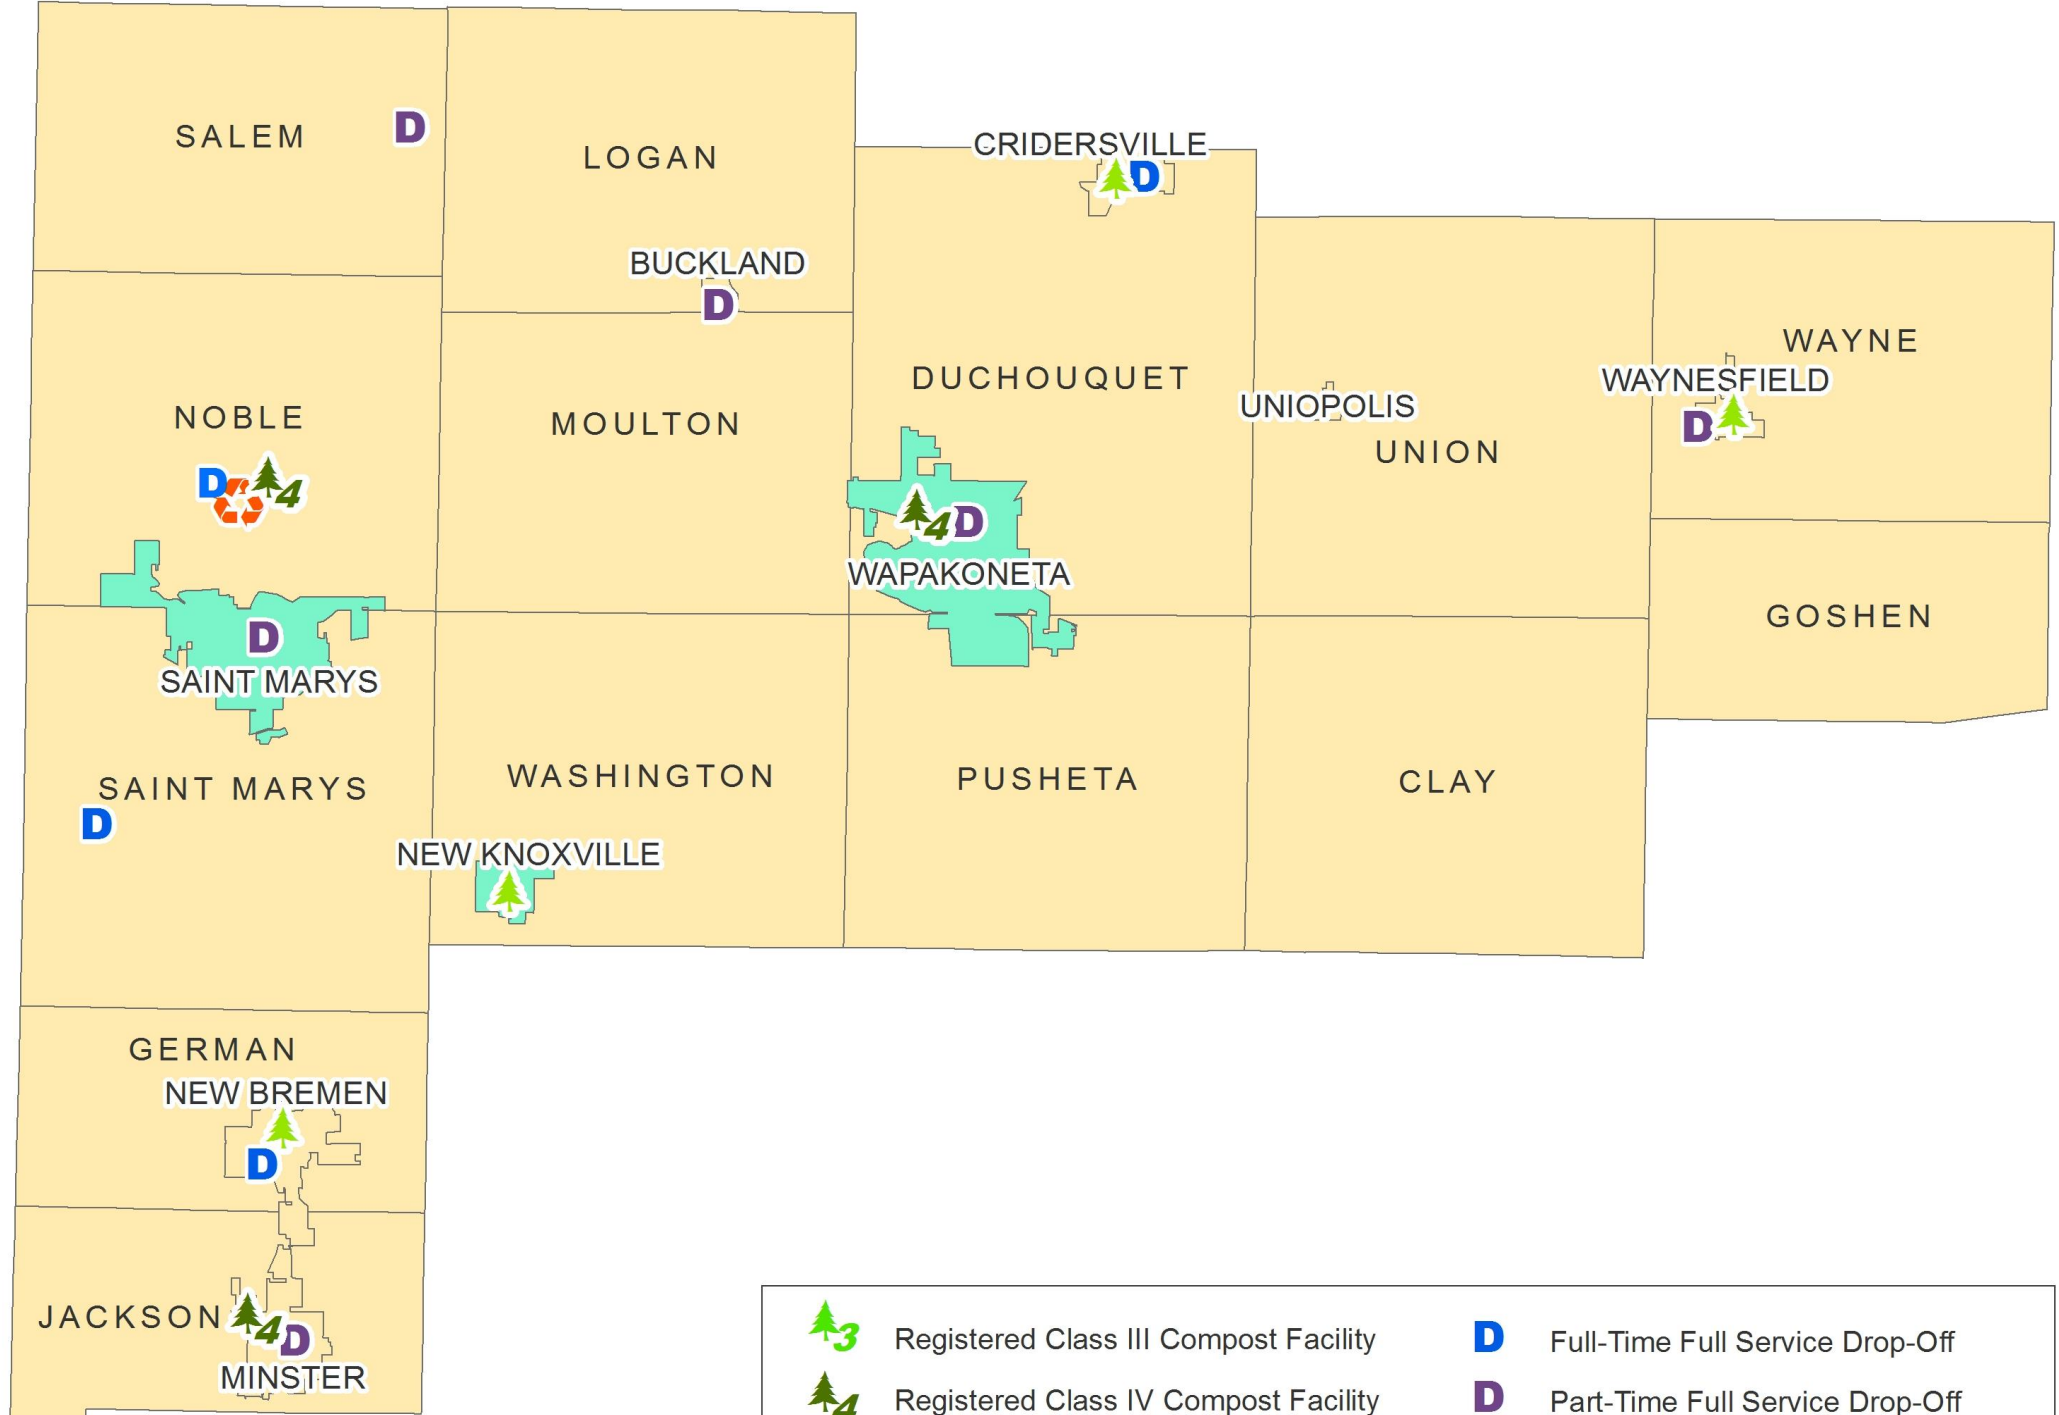 SALEM
D
LOGAN
CRIDERSVILLE
D
BUCKLAND
D
WAYNE
DUCHOUQUET
WAYNESFIELD
D
UNIOPOLIS
UNION
NOBLE
MOULTON
D
4
4 D
WAPAKONETA
GOSHEN
D
SAINT MARYS
SAINT MARYS
D
WASHINGTON
PUSHETA
CLAY
NEW KNOXVILLE
GERMAN
NEW BREMEN
D
JACKSON
4 D
MINSTER
3 Registered Class III Compost Facility
D Full-Time Full Service Drop-Off
4 Registered Class IV Compost Facility
D Part-Time Full Service Drop-Off